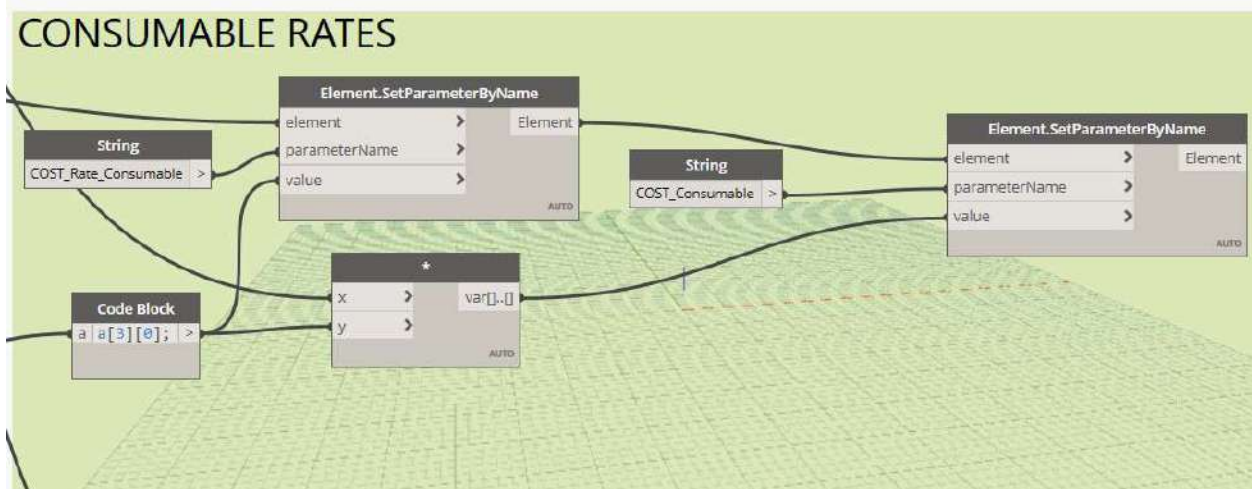 CONSUMABLE RATES
Element.SetParameterByName
element > Element
parameterName >
value >
AUTO
String
COST_Rate_Consumable >
String
COST_Consumable >
Element.SetParameterByName
element > Element
parameterName >
value >
AUTO
*
x > var[]..[]
y >
AUTO
Code Block
a a[3][0]; >